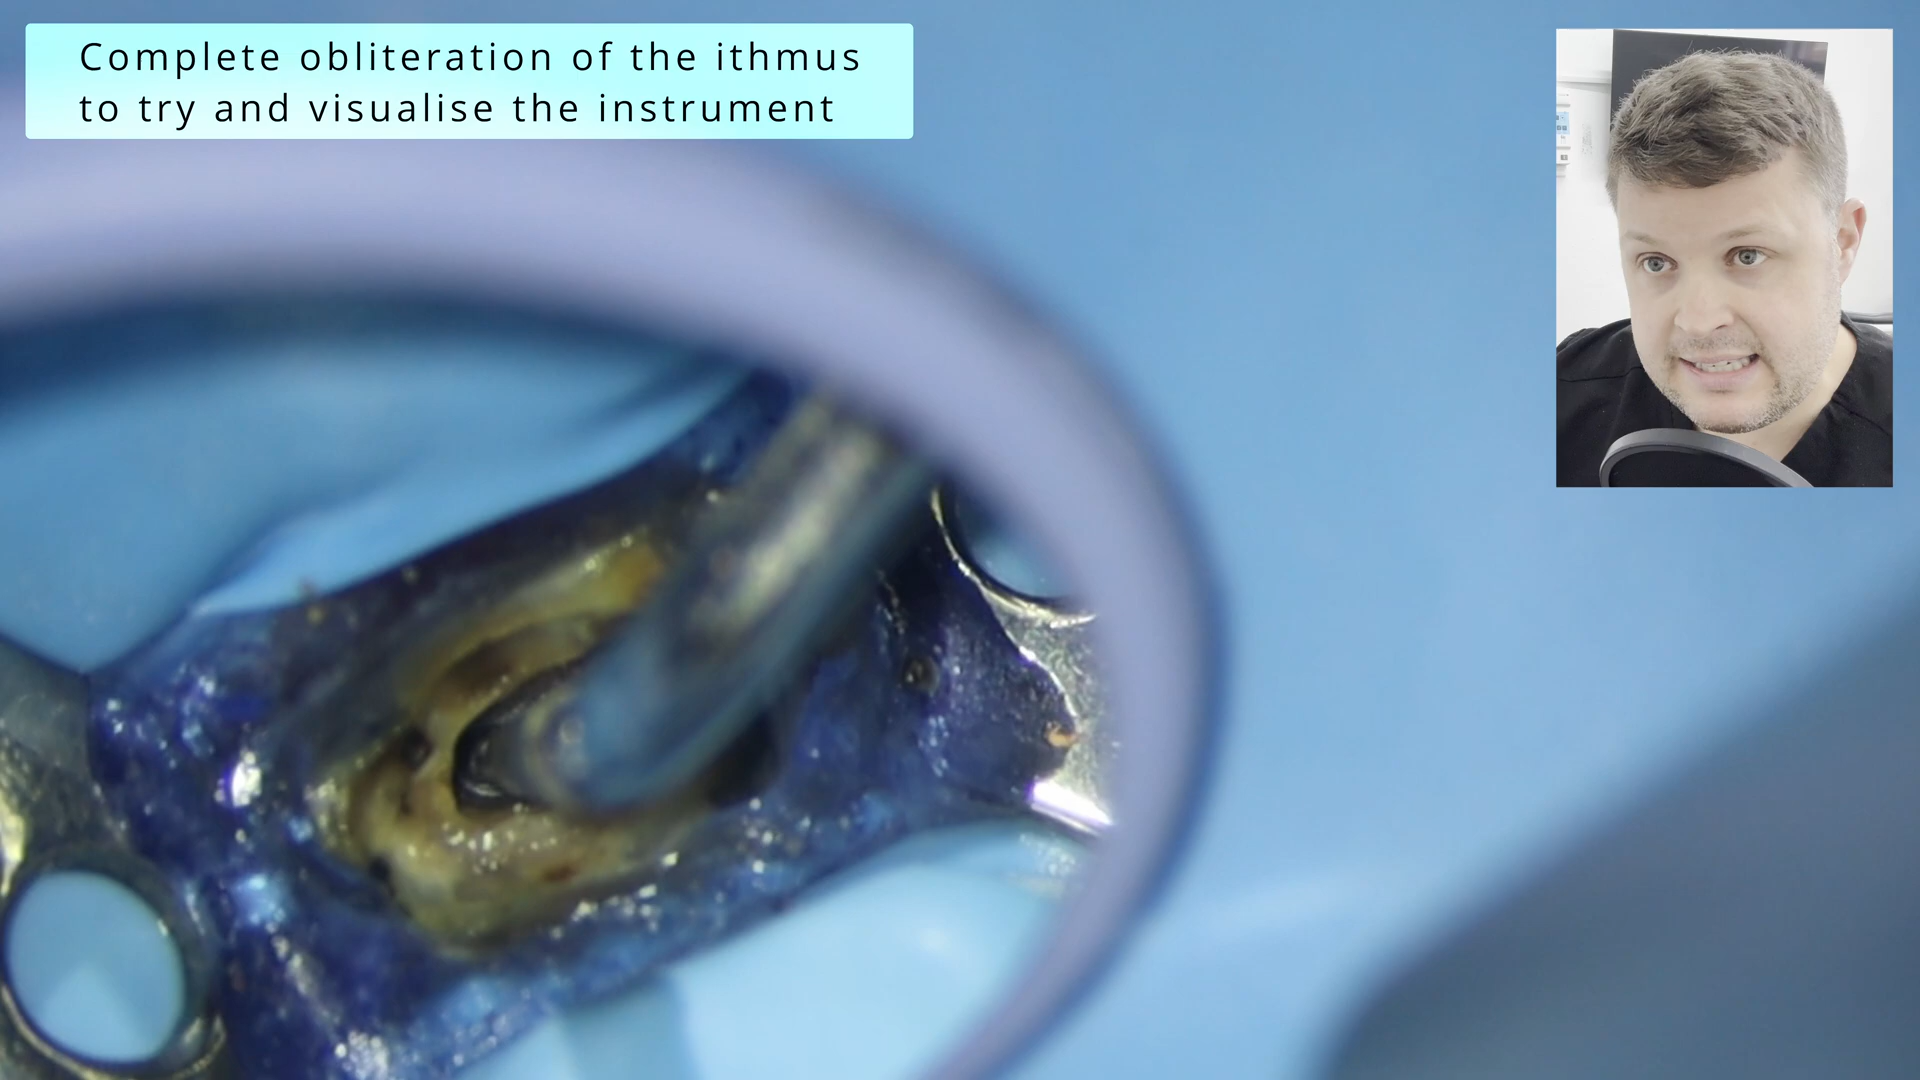 Complete obliteration of the ithmus
to try and visualise the instrument